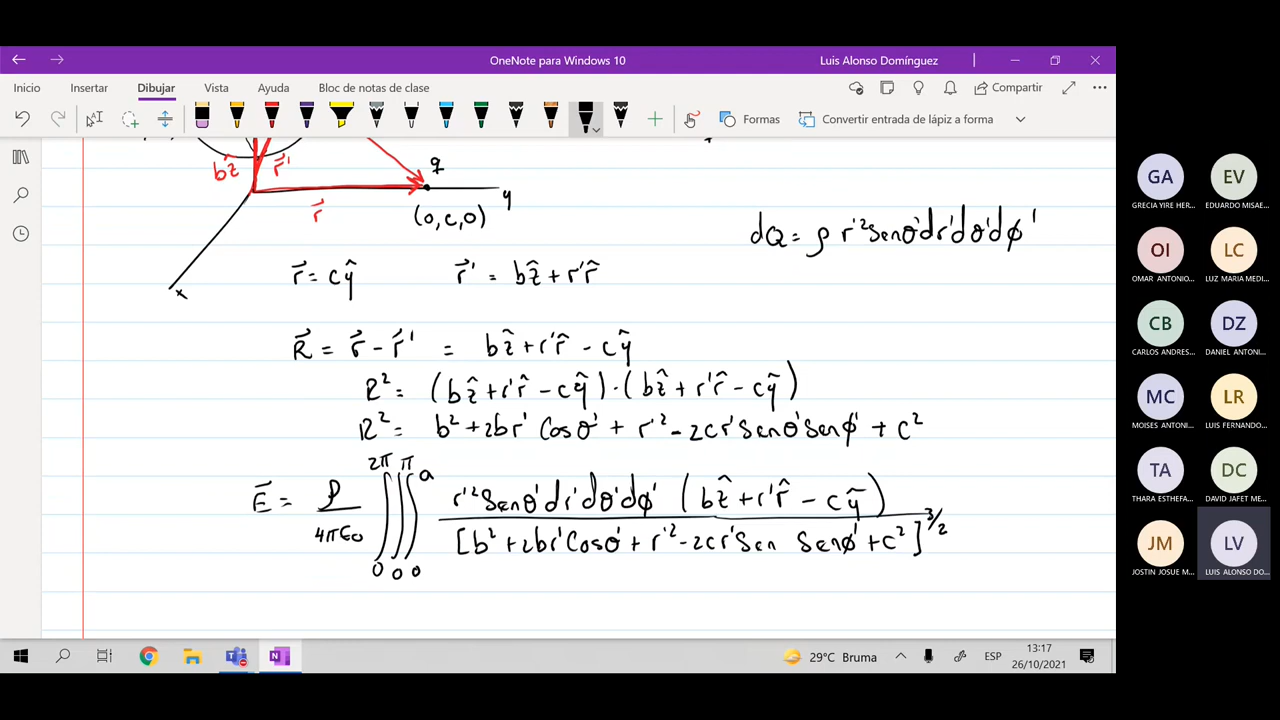 OneNote para Windows 10
Luis Alonso Domínguez
Inicio Insertar Dibujar Vista Ayuda Bloc de notas de clase Compartir
Formas Convertir entrada de lápiz a forma
bẑ r⃗'
q
y
r⃗
(0,c,0)
x
dQ = ρ r'²Senθ'dr'dθ'dϕ'
r⃗ = cŷ r⃗' = bẑ + r'r̂
R⃗ = r⃗ - r⃗' = bẑ + r'r̂ - cŷ
R² = (bẑ + r'r̂ - cŷ)·(bẑ + r'r̂ - cŷ)
R² = b² + 2br' Cosθ' + r'² - 2cr'Senθ'Senϕ' + c²
E⃗ = ρ/4πε₀ ∫₀^2π ∫₀^π ∫₀^a r'²Senθ'dr'dθ'dϕ' (bẑ + r'r̂ - cŷ) / [b² + 2br'Cosθ' + r'² - 2cr'Sen Senϕ' + c²]^3/2
GA
GRECIA YIRE HER...
EV
EDUARDO MISAE...
OI
OMAR ANTONIO...
LC
LUZ MARIA MEDI...
CB
CARLOS ANDRES...
DZ
DANIEL ANTONI...
MC
MOISES ANTONI...
LR
LUIS FERNANDO...
TA
THARA ESTHEFA...
DC
DAVID JAFET ME...
JM
JOSTIN JOSUE M...
LV
LUIS ALONSO DO...
29°C Bruma
ESP
13:17
26/10/2021